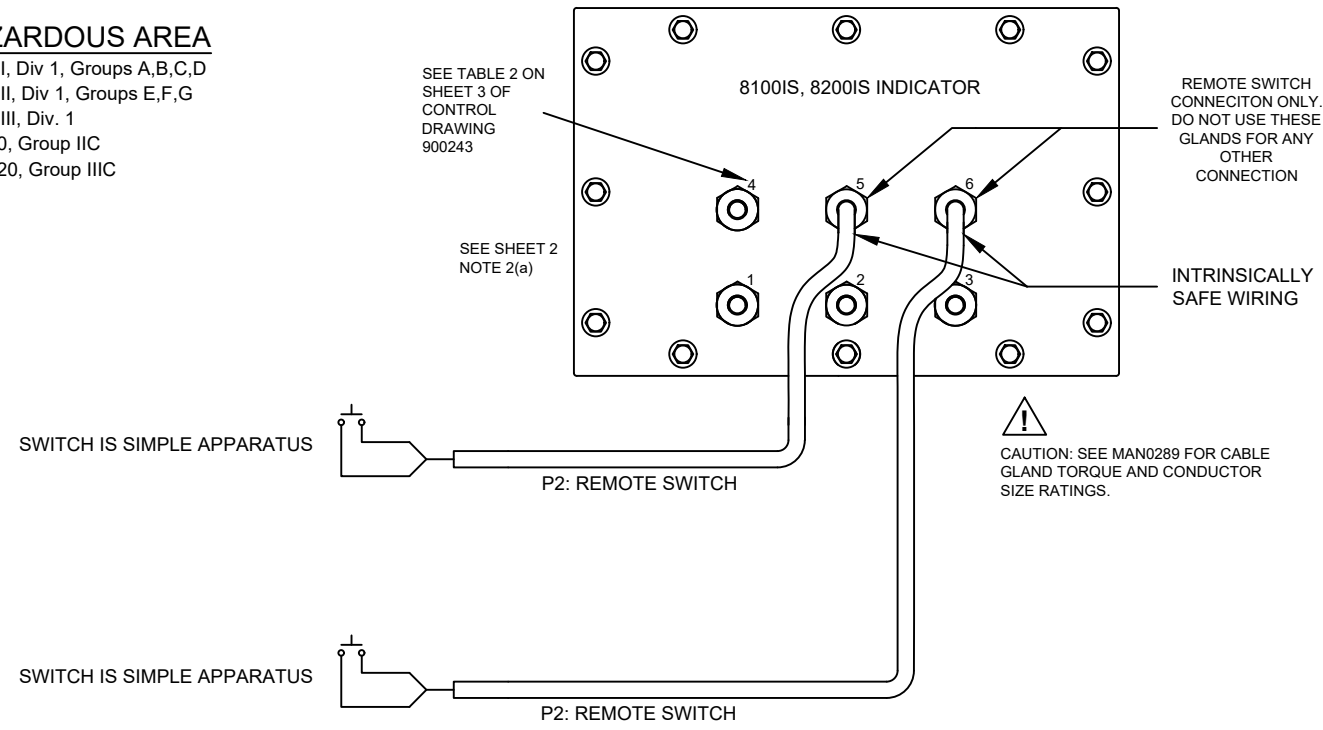 ZARDOUS AREA
I, Div 1, Groups A,B,C,D
II, Div 1, Groups E,F,G
III, Div. 1
0, Group IIC
20, Group IIIC
SEE TABLE 2 ON
SHEET 3 OF
CONTROL
DRAWING
900243
8100IS, 8200IS INDICATOR
REMOTE SWITCH
CONNECITON ONLY.
DO NOT USE THESE
GLANDS FOR ANY
OTHER
CONNECTION
4
5
6
SEE SHEET 2
NOTE 2(a)
1
2
3
INTRINSICALLY
SAFE WIRING
SWITCH IS SIMPLE APPARATUS
P2: REMOTE SWITCH
!
CAUTION: SEE MAN0289 FOR CABLE
GLAND TORQUE AND CONDUCTOR
SIZE RATINGS.
SWITCH IS SIMPLE APPARATUS
P2: REMOTE SWITCH